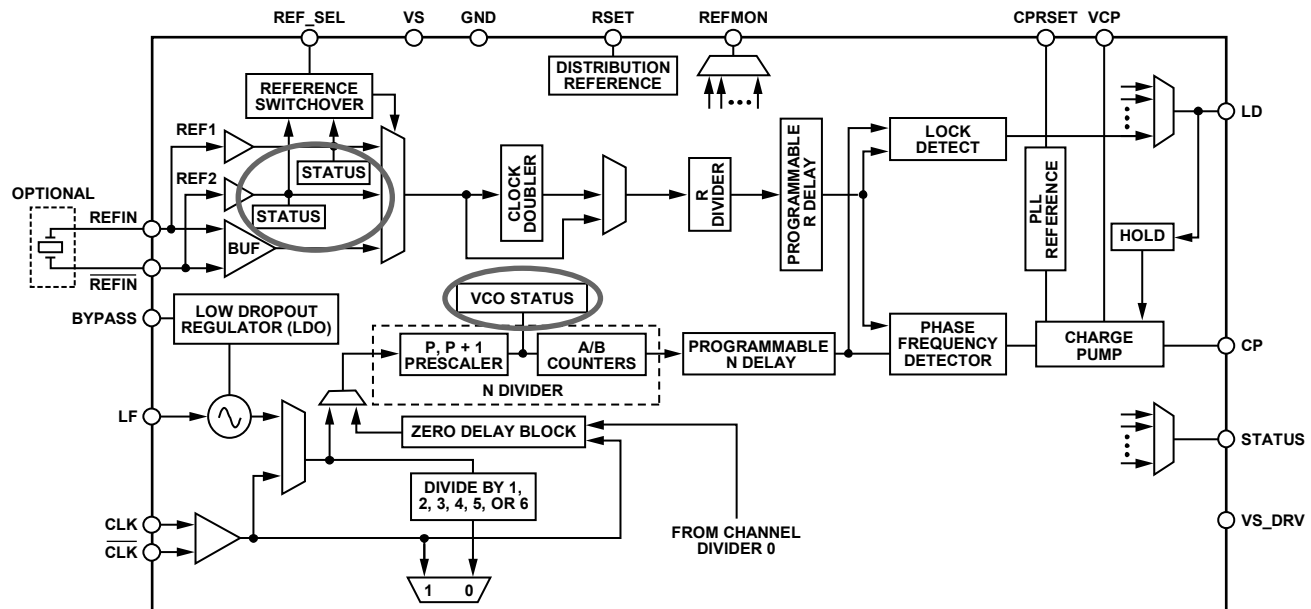 REF_SEL
VS
GND
RSET
REFMON
CPRSET
VCP
DISTRIBUTION
REFERENCE
REFERENCE
SWITCHOVER
REF1
STATUS
REF2
STATUS
OPTIONAL
REFIN
BUF
REFIN
CLOCK
DOUBLER
R
DIVIDER
PROGRAMMABLE
R DELAY
LOCK
DETECT
LD
PLL
REFERENCE
HOLD
BYPASS
LOW DROPOUT
REGULATOR (LDO)
VCO STATUS
P, P + 1
PRESCALER
A/B
COUNTERS
N DIVIDER
PROGRAMMABLE
N DELAY
PHASE
FREQUENCY
DETECTOR
CHARGE
PUMP
CP
LF
ZERO DELAY BLOCK
STATUS
DIVIDE BY 1,
2, 3, 4, 5, OR 6
CLK
CLK
FROM CHANNEL
DIVIDER 0
VS_DRV
1 0